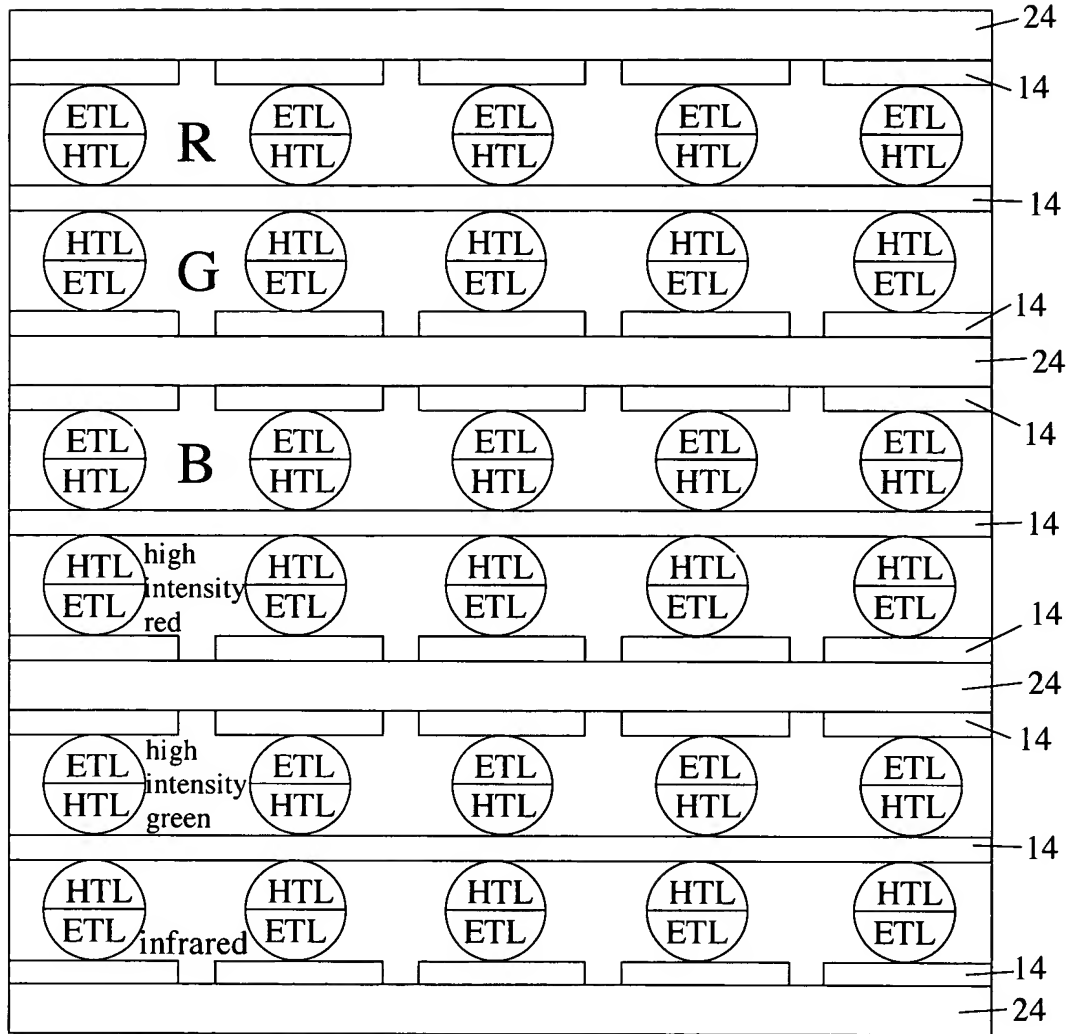 24
14
ETL ETL ETL ETL ETL
R
HTL HTL HTL HTL HTL
14
HTL HTL HTL HTL HTL
G
ETL ETL ETL ETL ETL
14
24
14
ETL ETL ETL ETL ETL
B
HTL HTL HTL HTL HTL
14
HTL high HTL HTL HTL HTL
intensity
ETL ETL ETL ETL ETL
red
14
24
14
high
ETL ETL ETL ETL ETL
intensity
HTL HTL HTL HTL HTL
green
14
HTL HTL HTL HTL HTL
ETL infrared ETL ETL ETL ETL
14
24